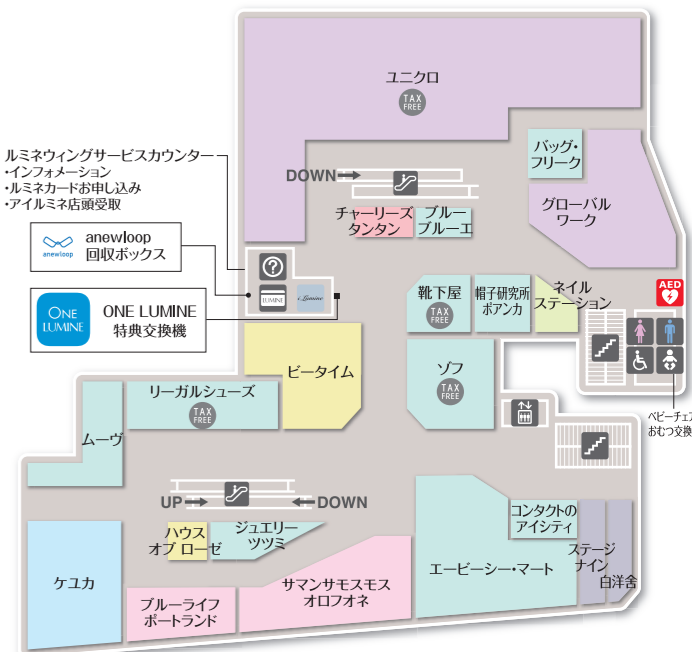 ユニクロ
TAX
FREE
ルミネウィングサービスカウンター
・インフォメーション
・ルミネカードお申し込み
・アイルミネ店頭受取
DOWN
バッグ・
フリーク
グローバル
ワーク
チャーリーズ
タンタン
ブルー
ブルーエ
anewloop
anewloop
回収ボックス
?
LUMINE
i Lumine
ONE
LUMINE
ONE LUMINE
特典交換機
靴下屋
TAX
FREE
帽子研究所
ボアンカ
ネイル
ステーション
AED
ビータイム
ゾフ
TAX
FREE
リーガルシューズ
TAX
FREE
ムーヴ
ベビーチェア
おむつ交換
UP
DOWN
ハウス
オブ ローゼ
ジュエリー
ツツミ
コンタクトの
アイシティ
ステージ
ナイン
白洋舍
エービーシー・マート
ケユカ
サマンサモスモス
オロフオネ
ブルーライフ
ポートランド